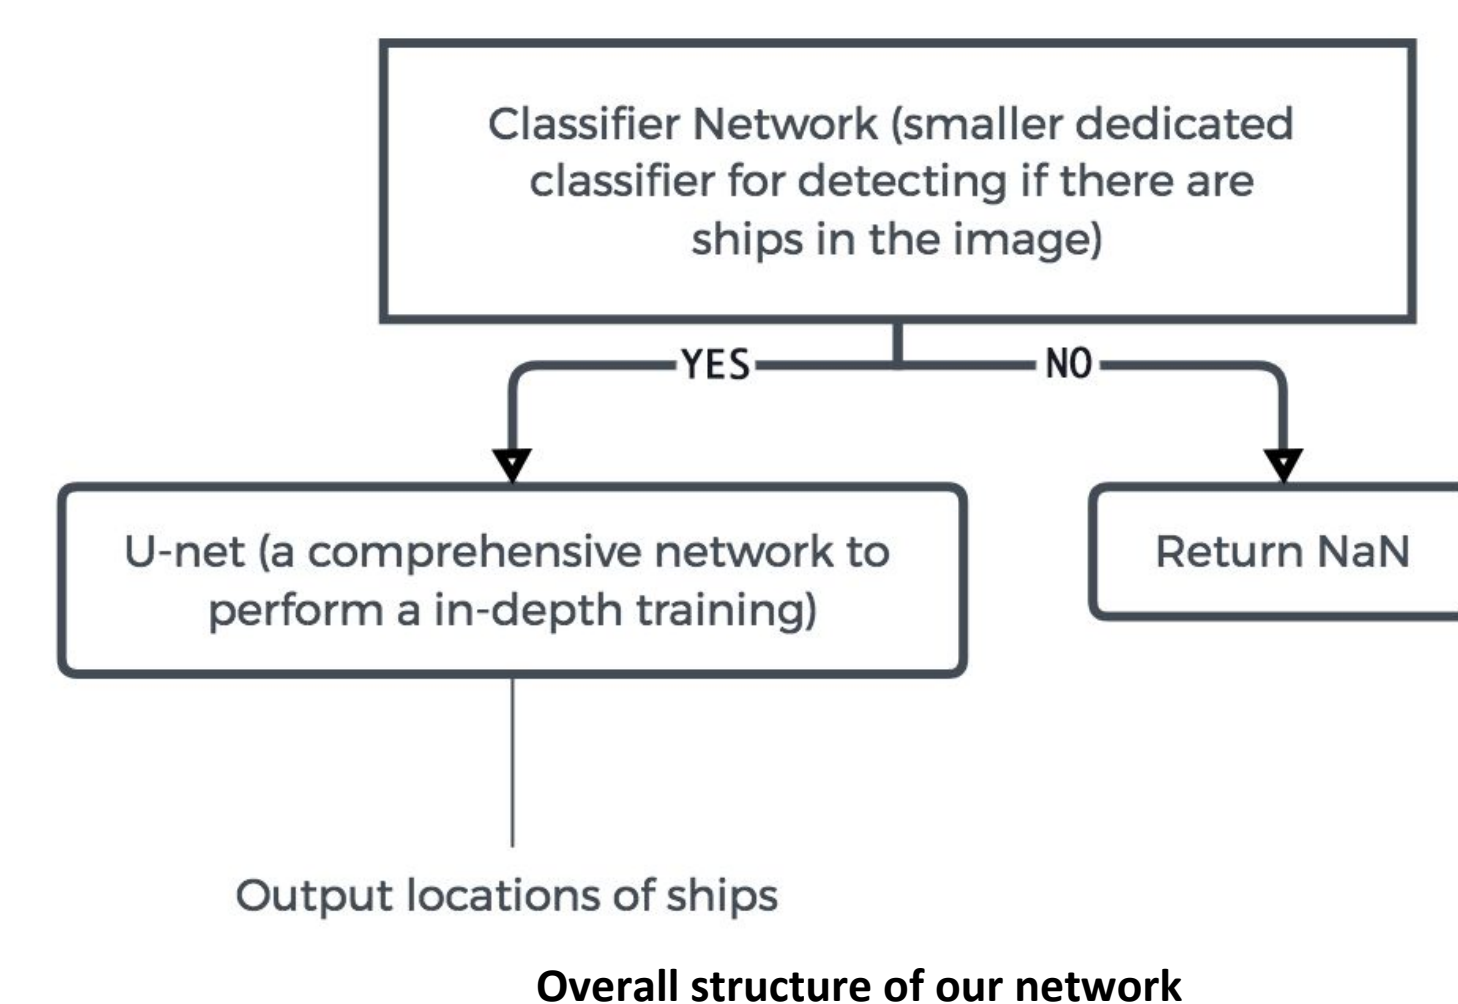 Classifier Network (smaller dedicated
classifier for detecting if there are
ships in the image)
YES
NO
U-net (a comprehensive network to
perform a in-depth training)
Return NaN
Output locations of ships
Overall structure of our network